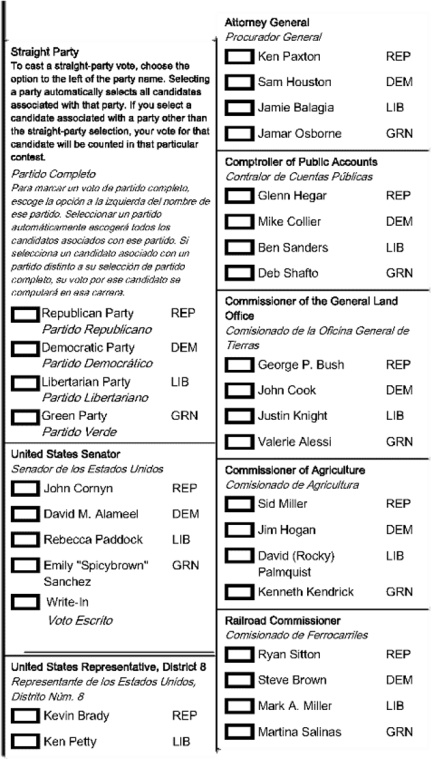 Straight Party
To cast a straight-party vote, choose the
option to the left of the party name. Selecting
a party automatically selects all candidates
associated with that party. If you select a
candidate associated with a party other than
the straight-party selection, your vote for that
candidate will be counted in that particular
contest.
Partido Completo
Para marcar un voto de partido completo,
escoge la opción a la izquierda del nombre de
ese partido. Seleccionar un partido
automáticamente escogerá todos los
candidatos asociados con ese partido. Si
selecciona un candidato asociado con un
partido distinto a su selección de partido
completo, su voto por ese candidato se
computará en esa carrera.
Republican Party REP
Partido Republicano
Democratic Party DEM
Partido Democrático
Libertarian Party LIB
Partido Libertariano
Green Party GRN
Partido Verde
United States Senator
Senador de los Estados Unidos
John Cornyn REP
David M. Alameel DEM
Rebecca Paddock LIB
Emily "Spicybrown" GRN
Sanchez
Write-In
Voto Escrito
United States Representative, District 8
Representante de los Estados Unidos,
Distrito Núm. 8
Kevin Brady REP
Ken Petty LIB
Attorney General
Procurador General
Ken Paxton REP
Sam Houston DEM
Jamie Balagia LIB
Jamar Osborne GRN
Comptroller of Public Accounts
Contralor de Cuentas Públicas
Glenn Hegar REP
Mike Collier DEM
Ben Sanders LIB
Deb Shafto GRN
Commissioner of the General Land
Office
Comisionado de la Oficina General de
Tierras
George P. Bush REP
John Cook DEM
Justin Knight LIB
Valerie Alessi GRN
Commissioner of Agriculture
Comisionado de Agricultura
Sid Miller REP
Jim Hogan DEM
David (Rocky) LIB
Palmquist
Kenneth Kendrick GRN
Railroad Commissioner
Comisionado de Ferrocarriles
Ryan Sitton REP
Steve Brown DEM
Mark A. Miller LIB
Martina Salinas GRN